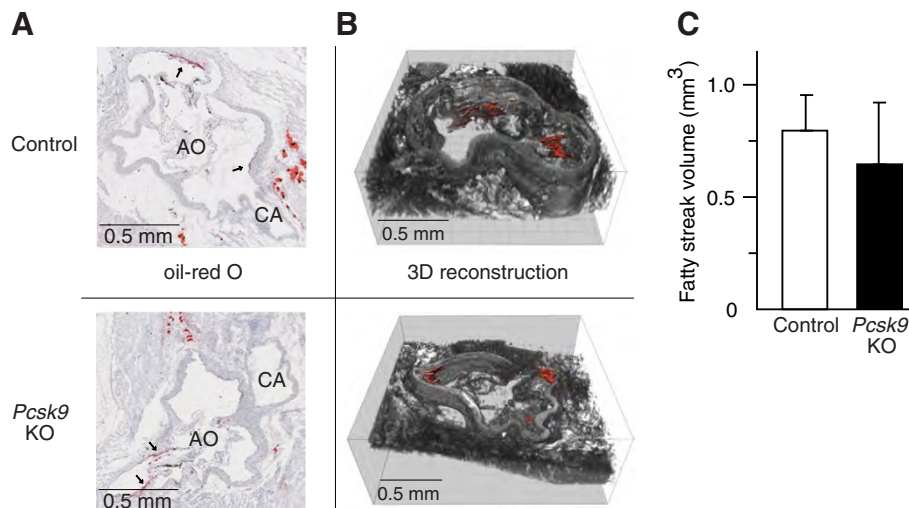 A
Control
AO
CA
0.5 mm
oil-red O
Pcsk9
KO
CA
AO
0.5 mm
B
0.5 mm
3D reconstruction
0.5 mm
C
Fatty streak volume (mm3)
1.0
0.5
0
Control
Pcsk9
KO